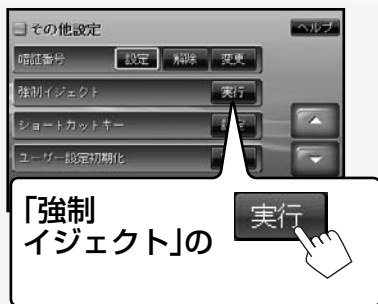 その他設定
ヘルプ
暗証番号 設定 解除 変更
強制イジェクト 実行
ショートカットキー
ユーザー設定初期化
「強制
イジェクト」の 実行